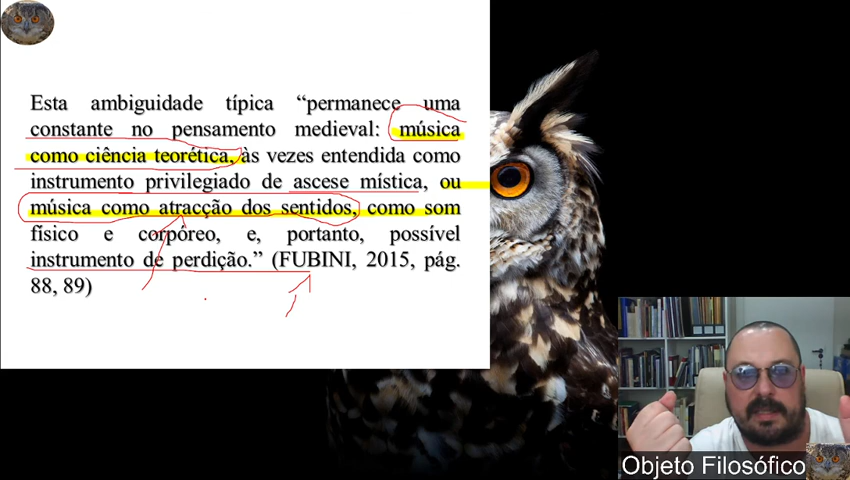 Esta ambiguidade típica “permanece uma
constante no pensamento medieval: música
como ciência teorética, às vezes entendida como
instrumento privilegiado de ascese mística, ou
música como atracção dos sentidos, como som
físico e corpóreo, e, portanto, possível
instrumento de perdição.” (FUBINI, 2015, pág.
88, 89)
Objeto Filosófico